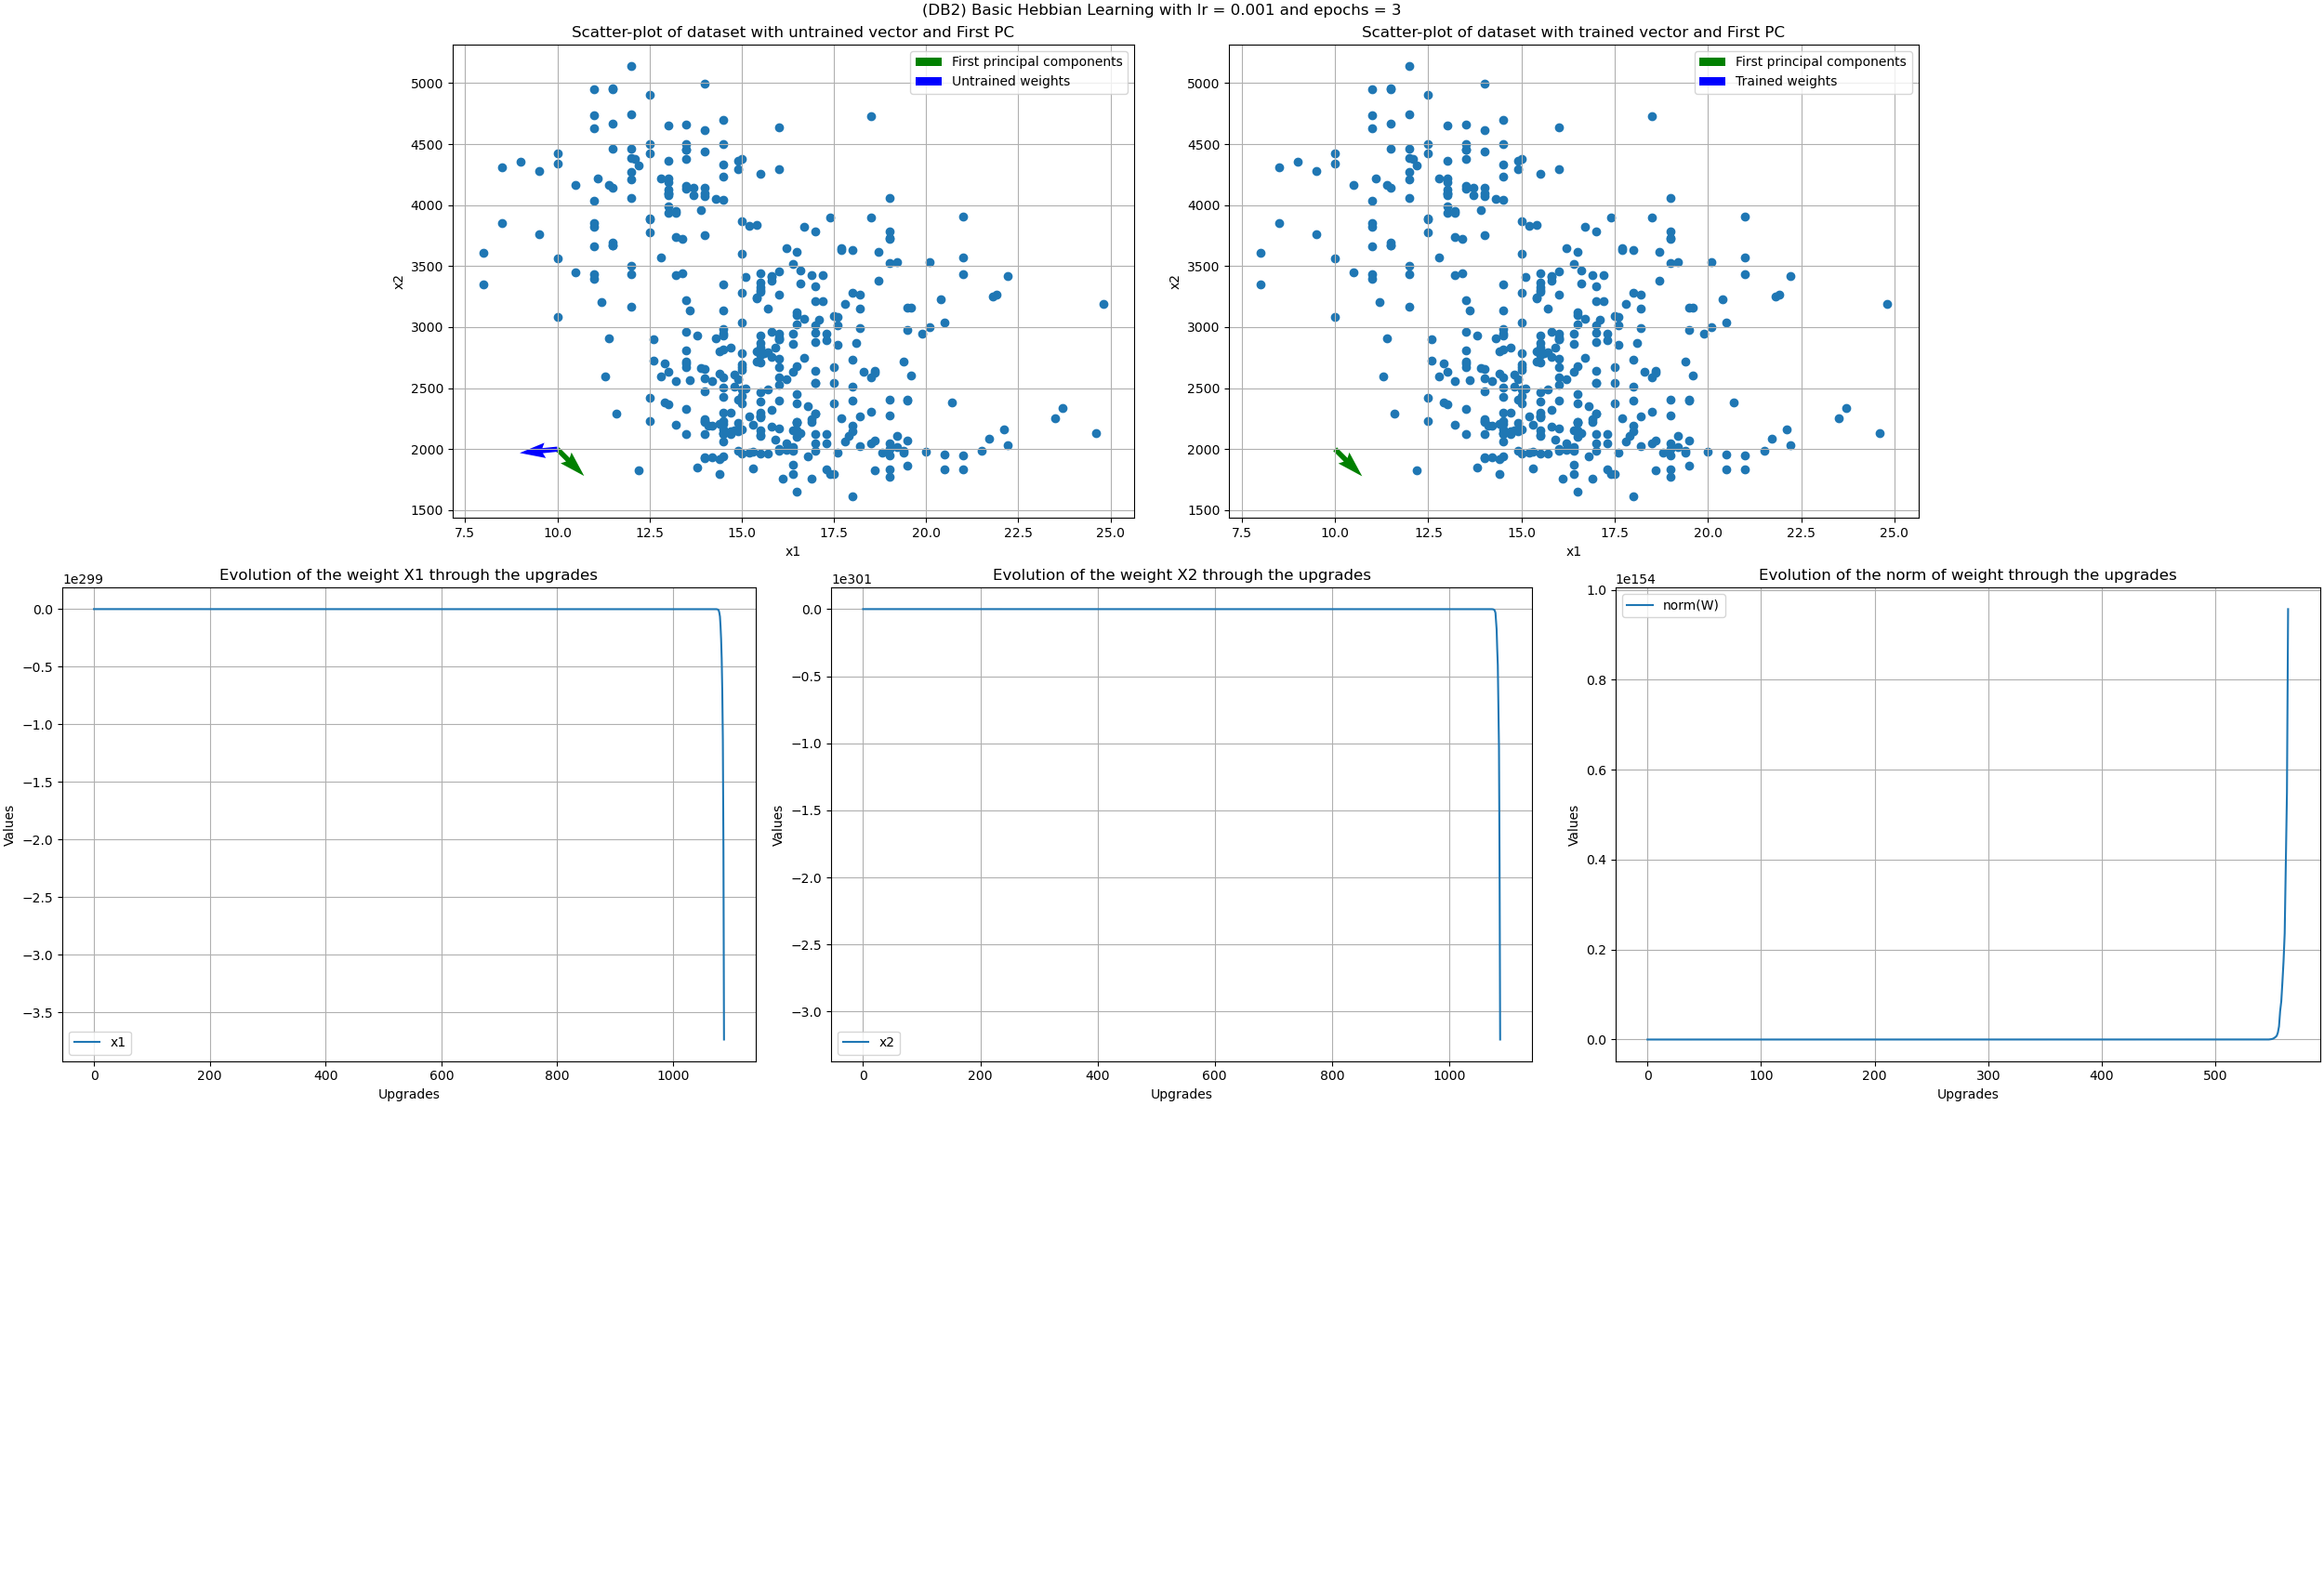 (DB2) Basic Hebbian Learning with lr = 0.001 and epochs = 3
Scatter-plot of dataset with untrained vector and First PC
First principal components
Untrained weights
5000
4500
4000
3500
3000
2500
2000
1500
x2
7.5 10.0 12.5 15.0 17.5 20.0 22.5 25.0
x1
Scatter-plot of dataset with trained vector and First PC
First principal components
Trained weights
5000
4500
4000
3500
3000
2500
2000
1500
x2
7.5 10.0 12.5 15.0 17.5 20.0 22.5 25.0
x1
Evolution of the weight X1 through the upgrades
1e299
0.0
−0.5
−1.0
−1.5
−2.0
−2.5
−3.0
−3.5
Values
x1
0 200 400 600 800 1000
Upgrades
Evolution of the weight X2 through the upgrades
1e301
0.0
−0.5
−1.0
−1.5
−2.0
−2.5
−3.0
Values
x2
0 200 400 600 800 1000
Upgrades
Evolution of the norm of weight through the upgrades
1e154
norm(W)
1.0
0.8
0.6
0.4
0.2
0.0
Values
0 100 200 300 400 500
Upgrades